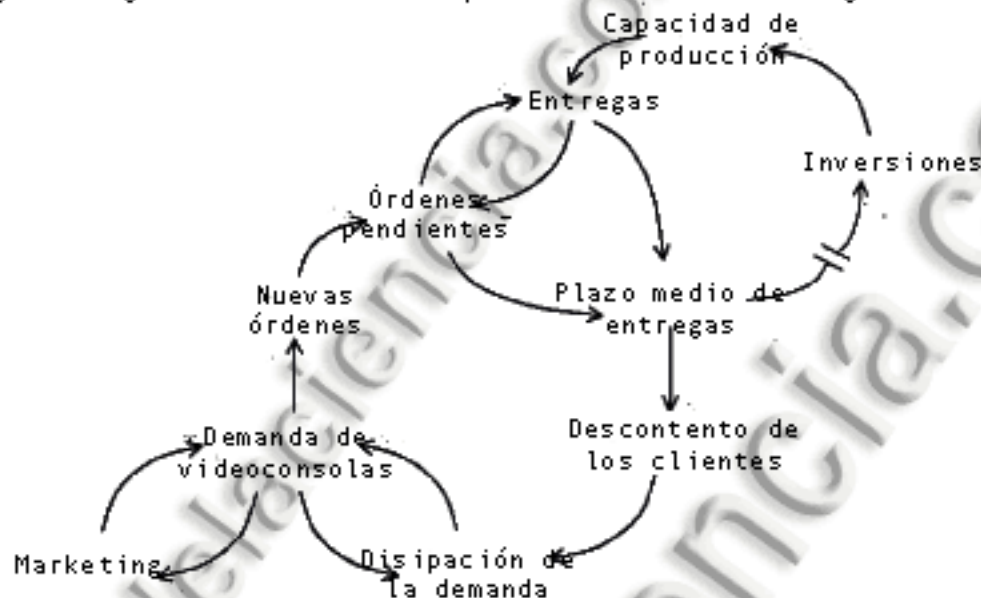 Capacidad de
producción
Entregas
Inversiones
Órdenes
pendientes
Nuevas
órdenes
Plazo medio de
entregas
Demanda de
videoconsolas
Descontento de
los clientes
Marketing
Disipación de
la demanda